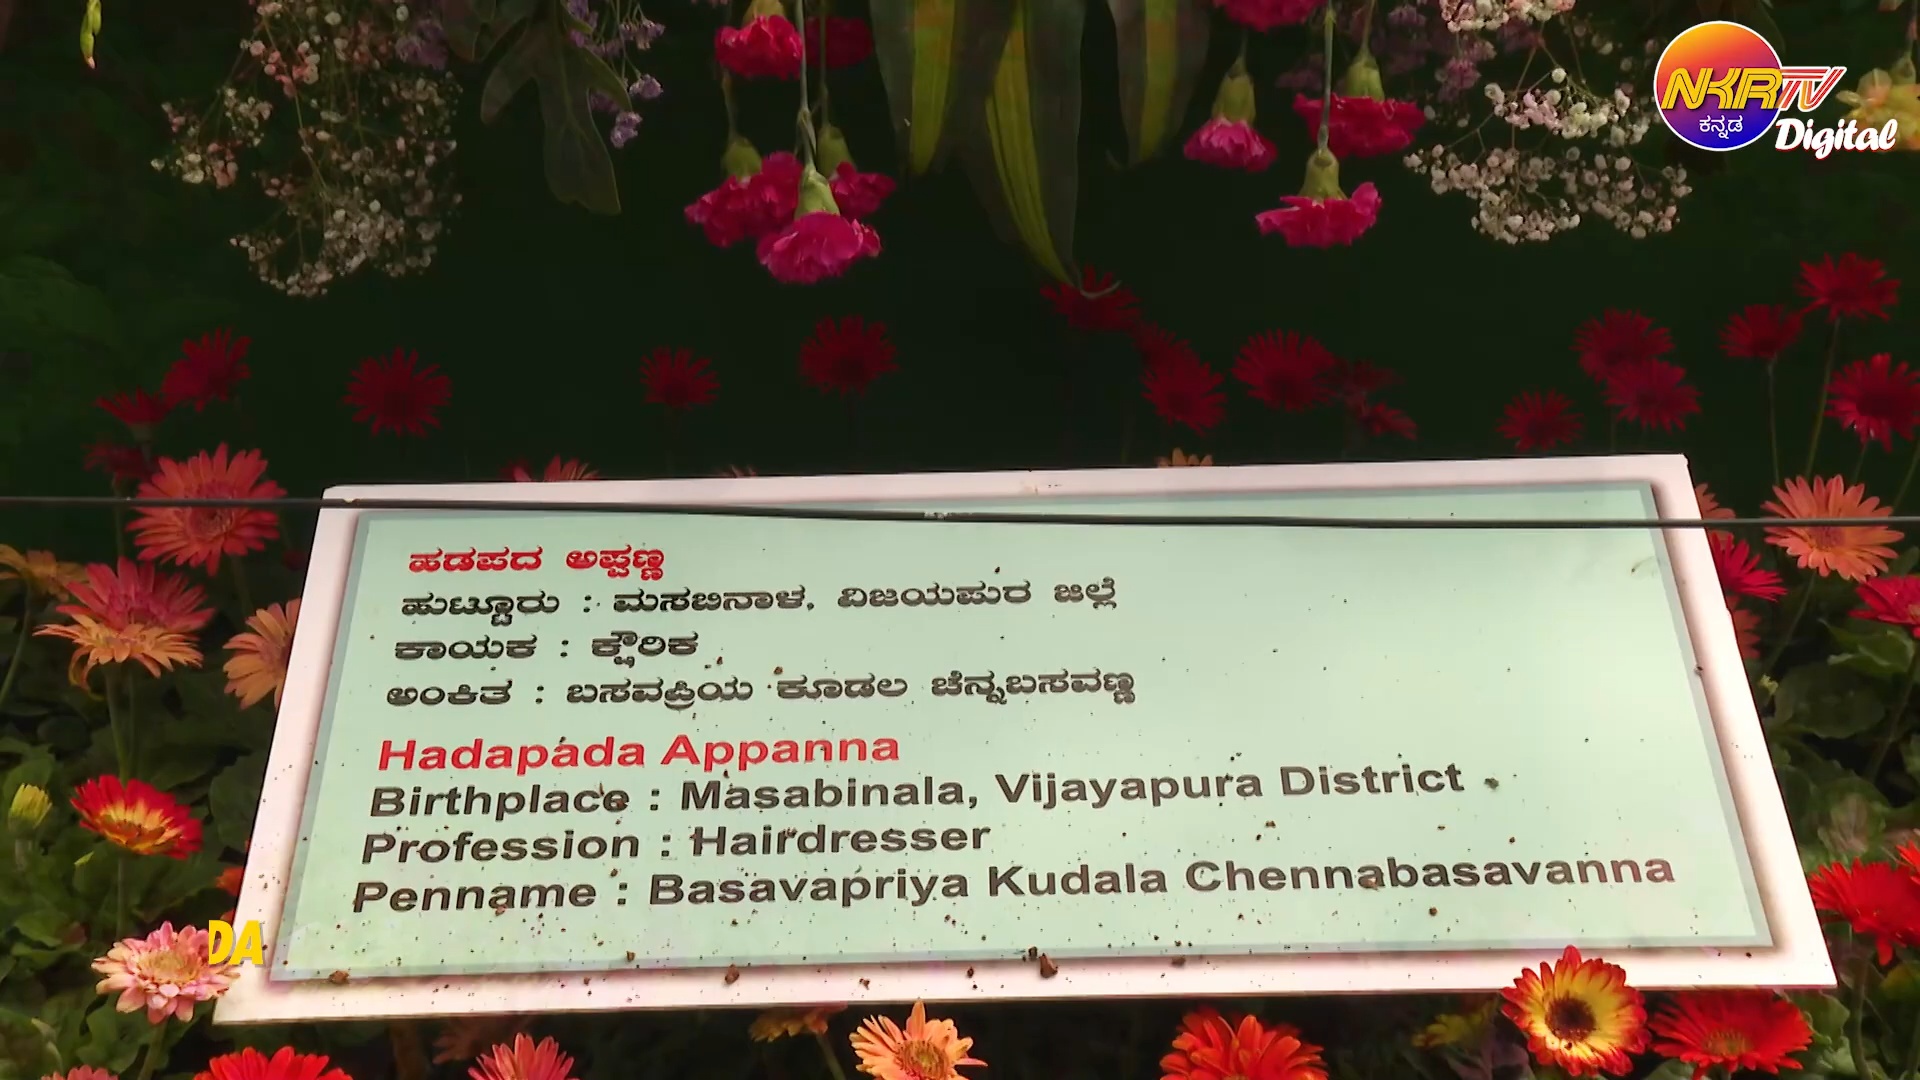 NKRTV
ಕನ್ನಡ
Digital
ಹಡಪದ ಅಪ್ಪಣ್ಣ
ಹುಟ್ಟೂರು : ಮಸಬಿನಾಳ, ವಿಜಯಪುರ ಜಿಲ್ಲೆ
ಕಾಯಕ : ಕ್ಷೌರಿಕ
ಅಂಕಿತ : ಬಸವಪ್ರಿಯ ಕೂಡಲ ಚೆನ್ನಬಸವಣ್ಣ
Hadapada Appanna
Birthplace : Masabinala, Vijayapura District
Profession : Hairdresser
Penname : Basavapriya Kudala Chennabasavanna
DA